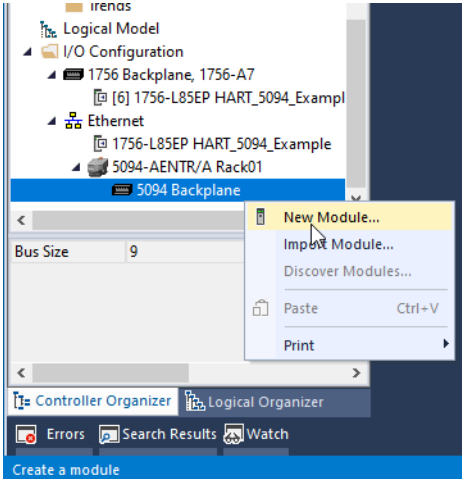 Trends
Logical Model
I/O Configuration
1756 Backplane, 1756-A7
[6] 1756-L85EP HART_5094_Exampl
Ethernet
1756-L85EP HART_5094_Example
5094-AENTR/A Rack01
5094 Backplane
New Module...
Import Module...
Discover Modules...
Paste Ctrl+V
Print
Bus Size 9
Controller Organizer Logical Organizer
Errors Search Results Watch
Create a module